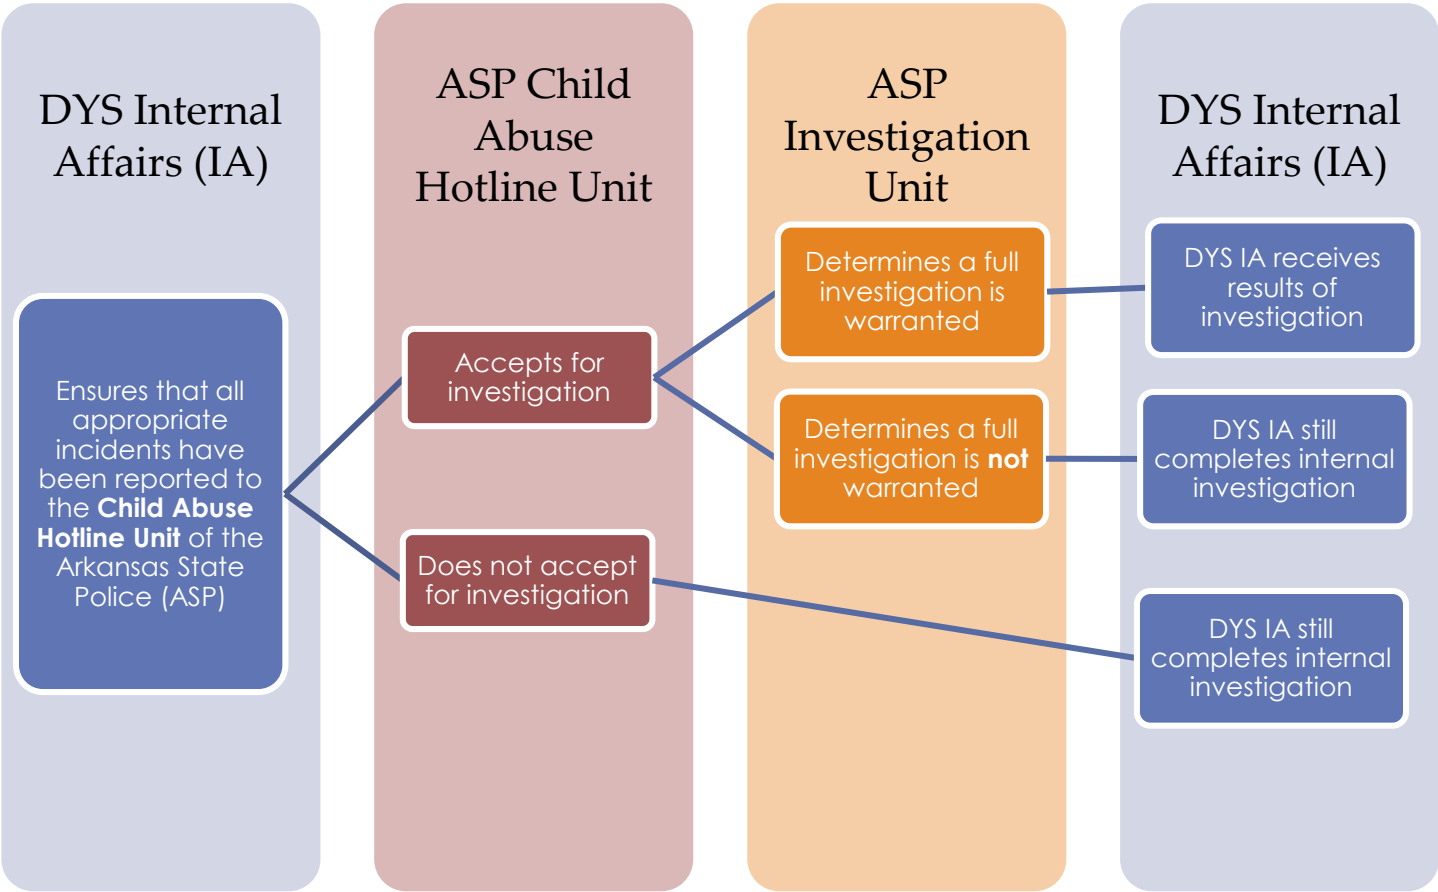 DYS Internal
Affairs (IA)
Ensures that all
appropriate
incidents have
been reported to
the Child Abuse
Hotline Unit of the
Arkansas State
Police (ASP)
ASP Child
Abuse
Hotline Unit
Accepts for
investigation
Does not accept
for investigation
ASP
Investigation
Unit
Determines a full
investigation is
warranted
Determines a full
investigation is not
warranted
DYS Internal
Affairs (IA)
DYS IA receives
results of
investigation
DYS IA still
completes internal
investigation
DYS IA still
completes internal
investigation